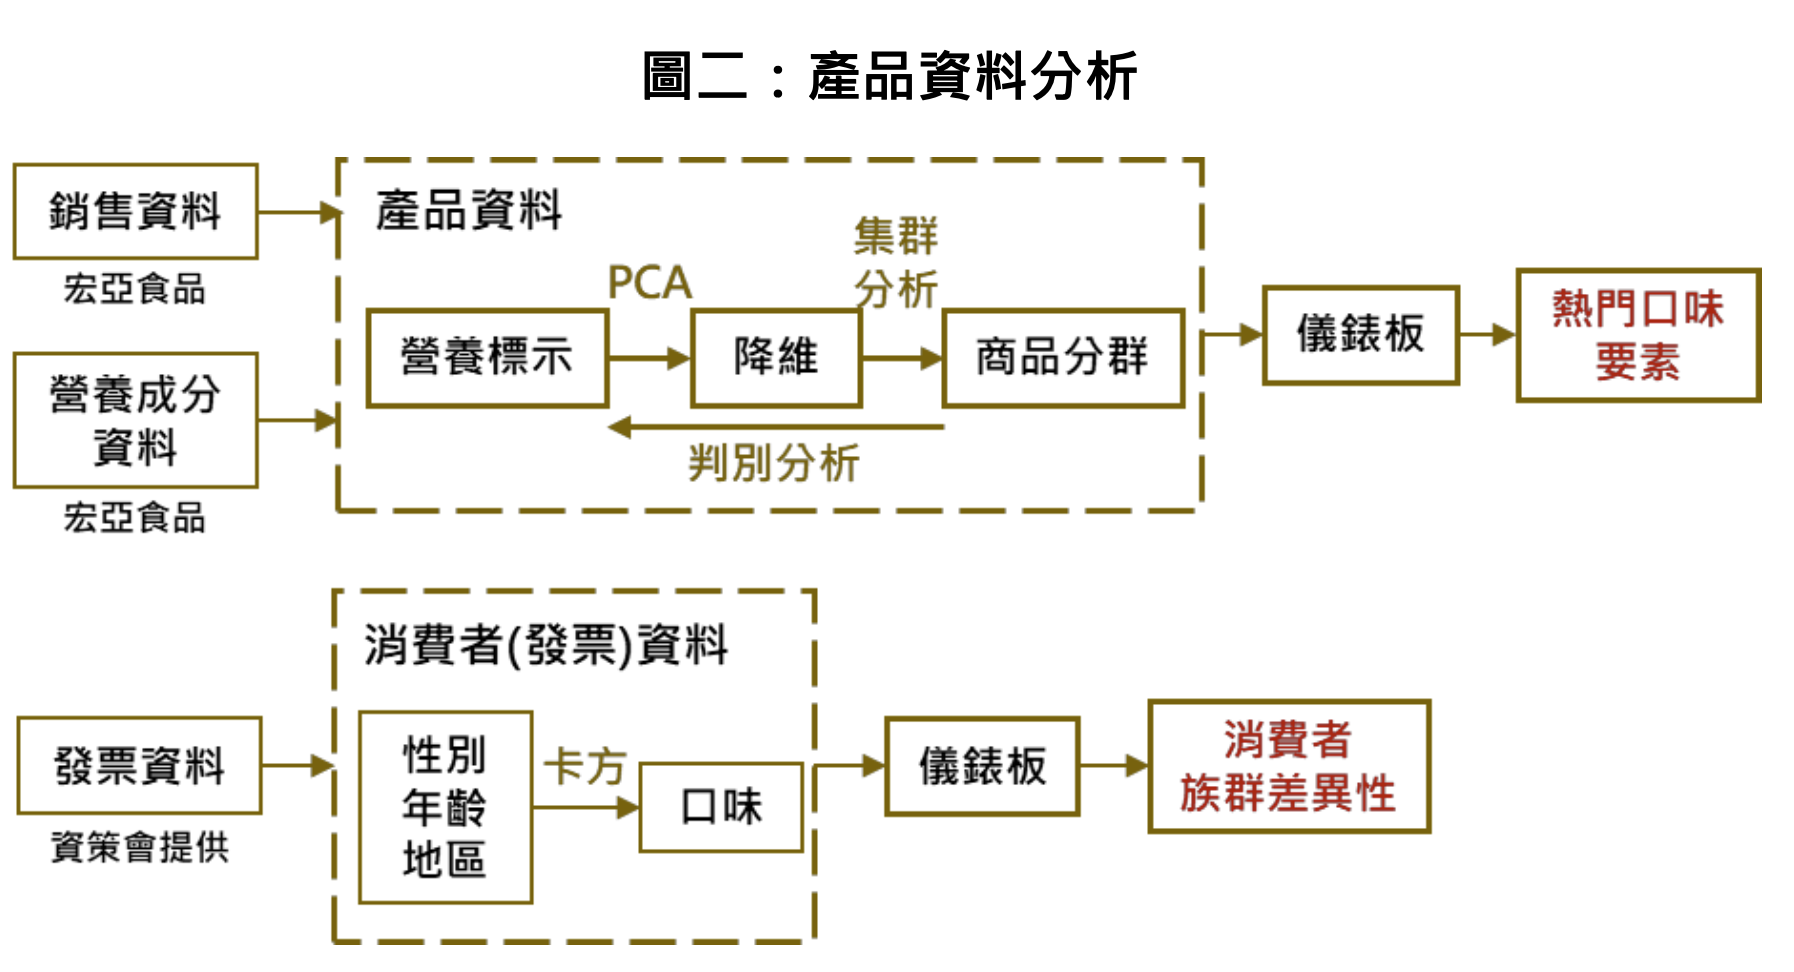 圖二：產品資料分析
銷售資料
宏亞食品
營養成分
資料
宏亞食品
產品資料
PCA
集群
分析
營養標示
降維
商品分群
判別分析
儀錶板
熱門口味
要素
發票資料
資策會提供
消費者(發票)資料
性別
年齡
地區
卡方
口味
儀錶板
消費者
族群差異性